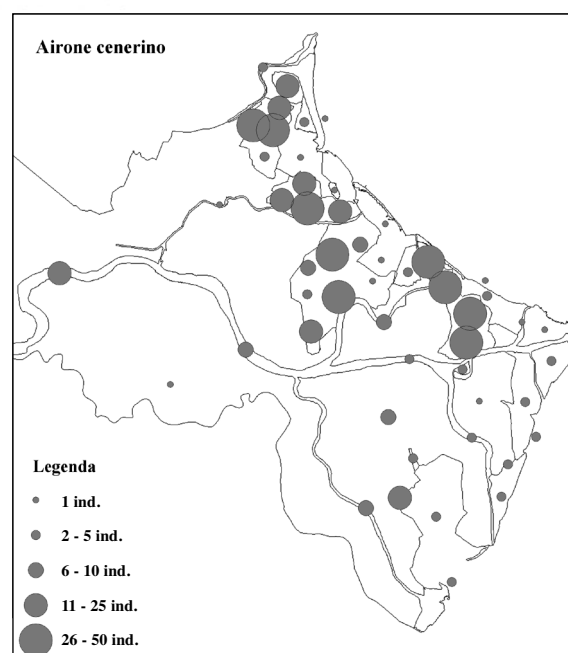 Airone cenerino
Legenda
1 ind.
2 - 5 ind.
6 - 10 ind.
11 - 25 ind.
26 - 50 ind.